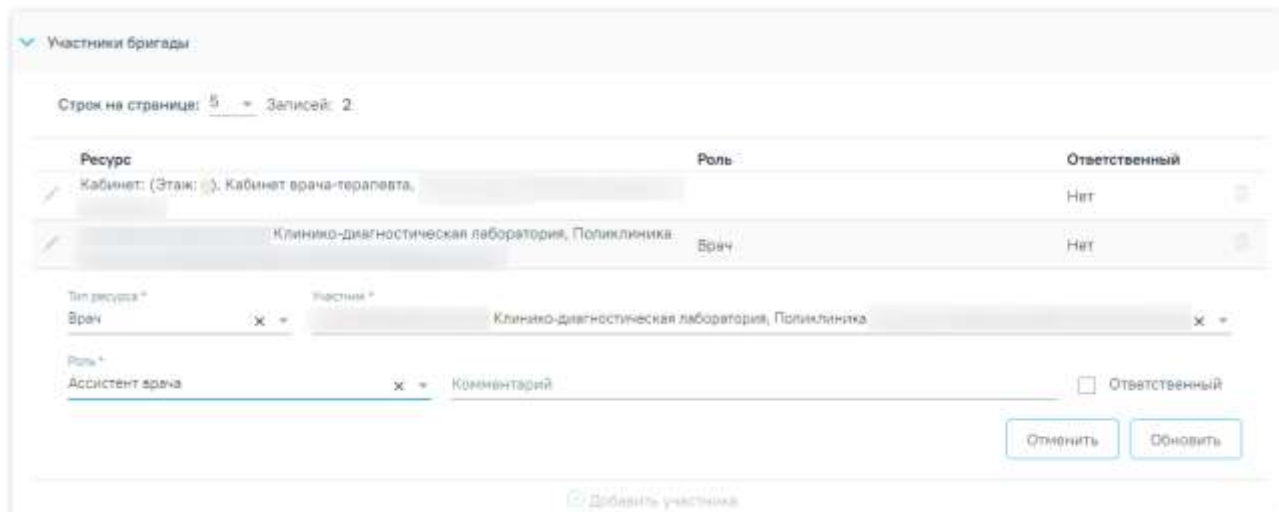 Участники бригады
Строк на странице: 5 Записей: 2
Ресурс Роль Ответственный
Кабинет: (Этаж: ), Кабинет врача-терапевта,
Нет
Клинико-диагностическая лаборатория, Поликлиника
Врач Нет
Тип ресурса * Участник *
Врач Клинико-диагностическая лаборатория, Поликлиника
Роль *
Ассистент врача Комментарий Ответственный
Отменить Обновить
Добавить участника